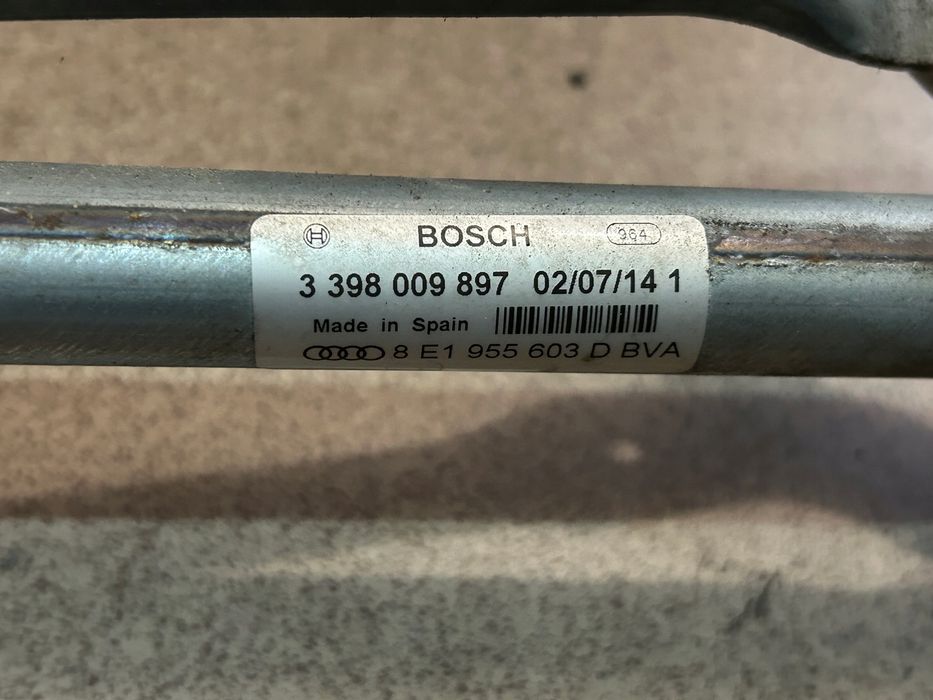 BOSCH 964
3 398 009 897 02/07/14 1
Made in Spain
8 E1 955 603 D BVA